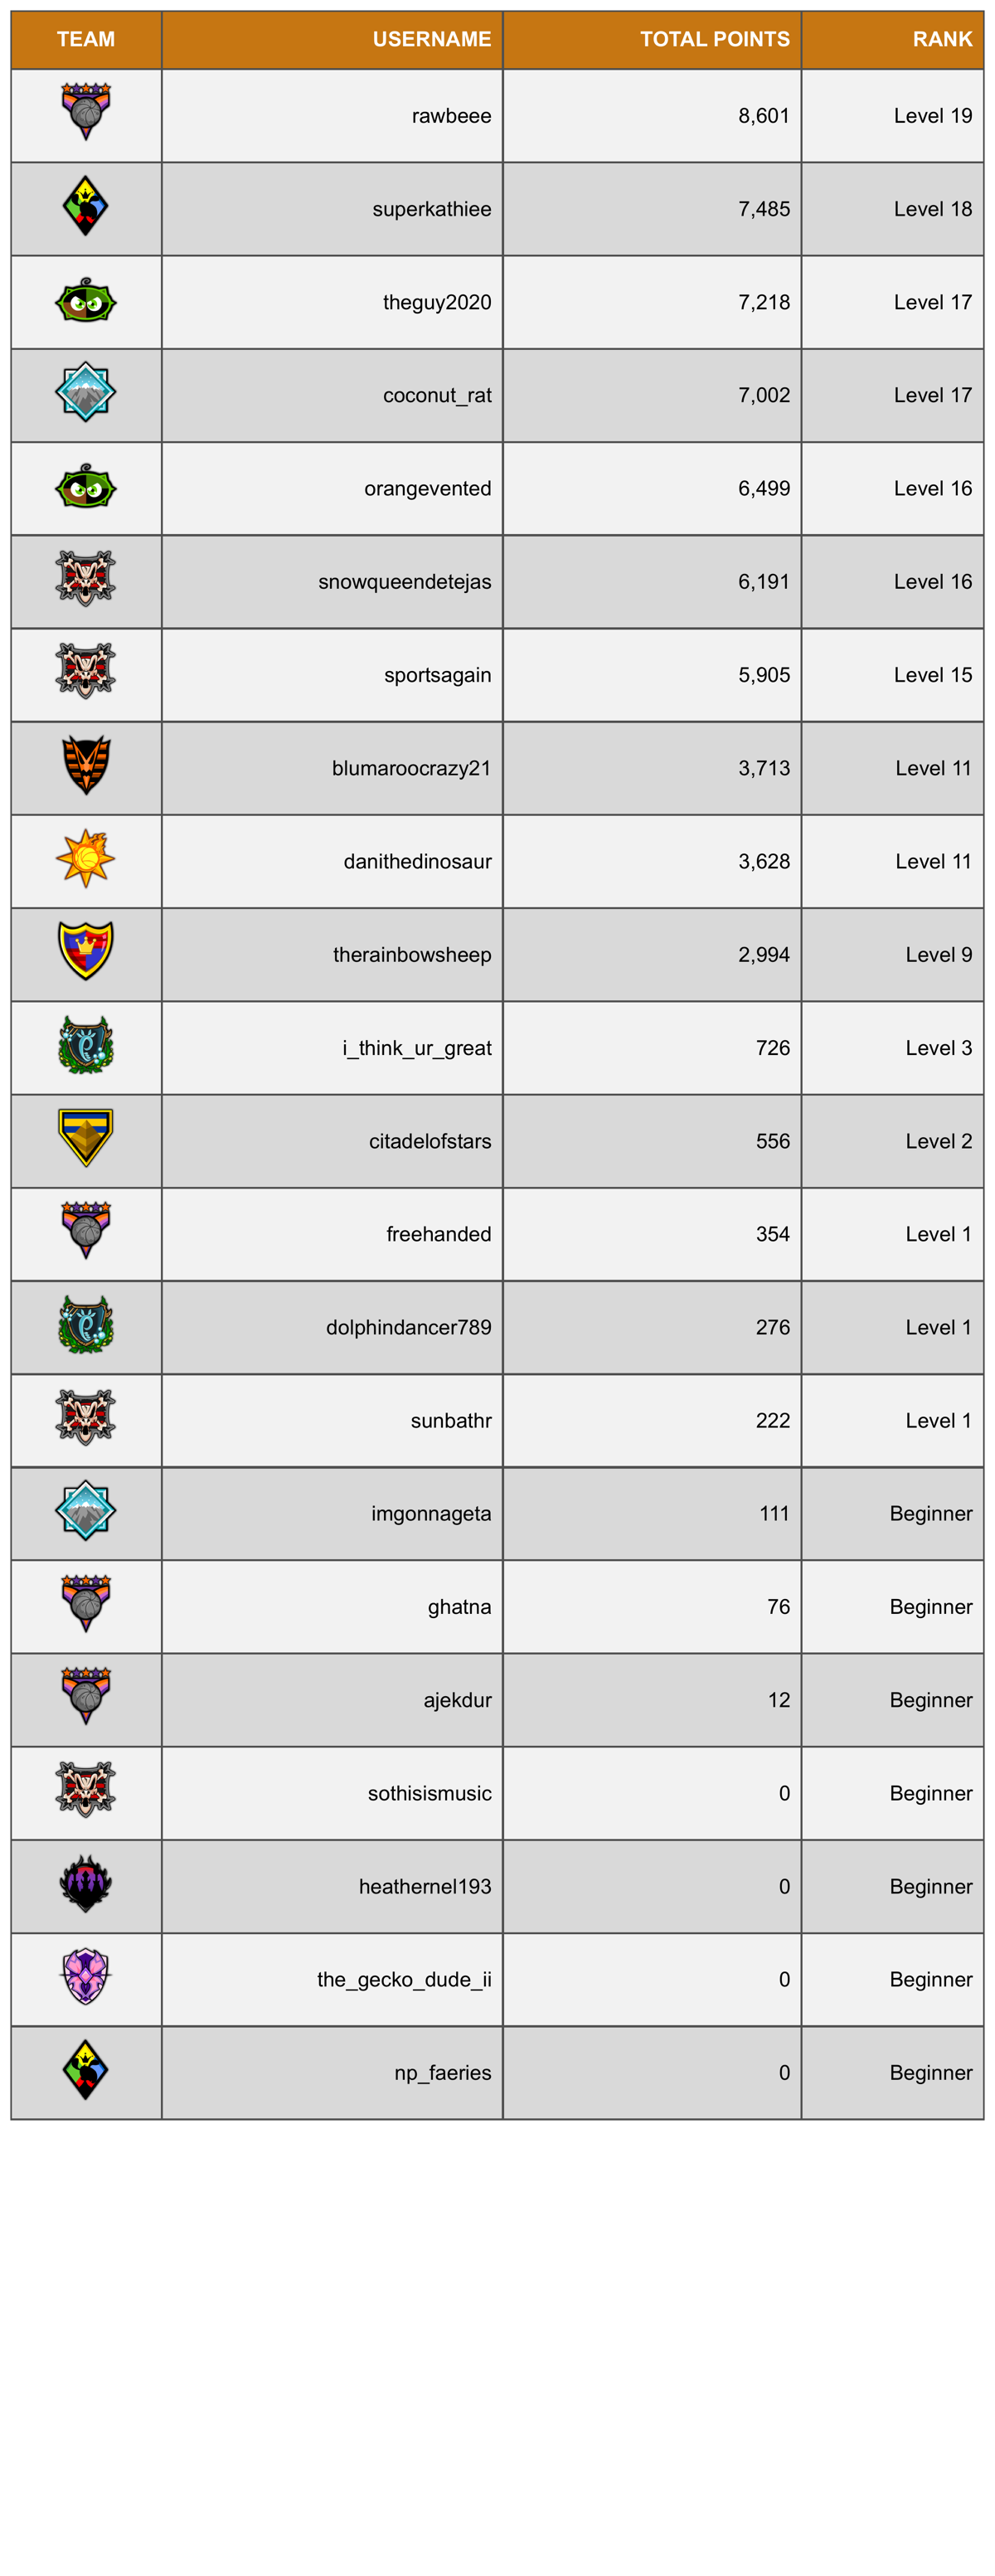 TEAM USERNAME TOTAL POINTS RANK
rawbeee 8,601 Level 19
superkathiee 7,485 Level 18
theguy2020 7,218 Level 17
coconut_rat 7,002 Level 17
orangevented 6,499 Level 16
snowqueendetejas 6,191 Level 16
sportsagain 5,905 Level 15
blumaroocrazy21 3,713 Level 11
danithedinosaur 3,628 Level 11
therainbowsheep 2,994 Level 9
i_think_ur_great 726 Level 3
citadelofstars 556 Level 2
freehanded 354 Level 1
dolphindancer789 276 Level 1
sunbathr 222 Level 1
imgonnageta 111 Beginner
ghatna 76 Beginner
ajekdur 12 Beginner
sothisismusic 0 Beginner
heathernel193 0 Beginner
the_gecko_dude_ii 0 Beginner
np_faeries 0 Beginner